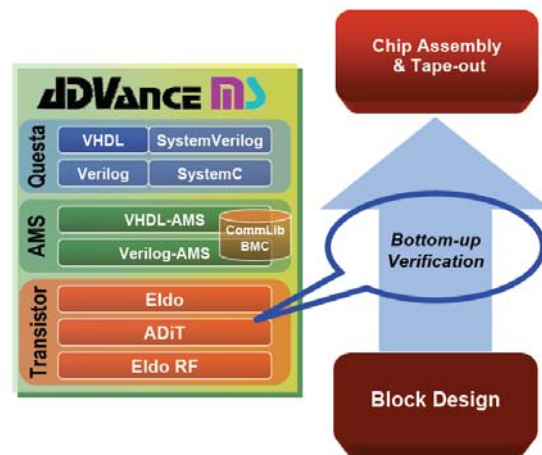 ADVance MS
Questa
VHDL
SystemVerilog
Verilog
SystemC
AMS
VHDL-AMS
Verilog-AMS
CommLib
BMC
Transistor
Eldo
ADiT
Eldo RF
Chip Assembly
& Tape-out
Bottom-up
Verification
Block Design